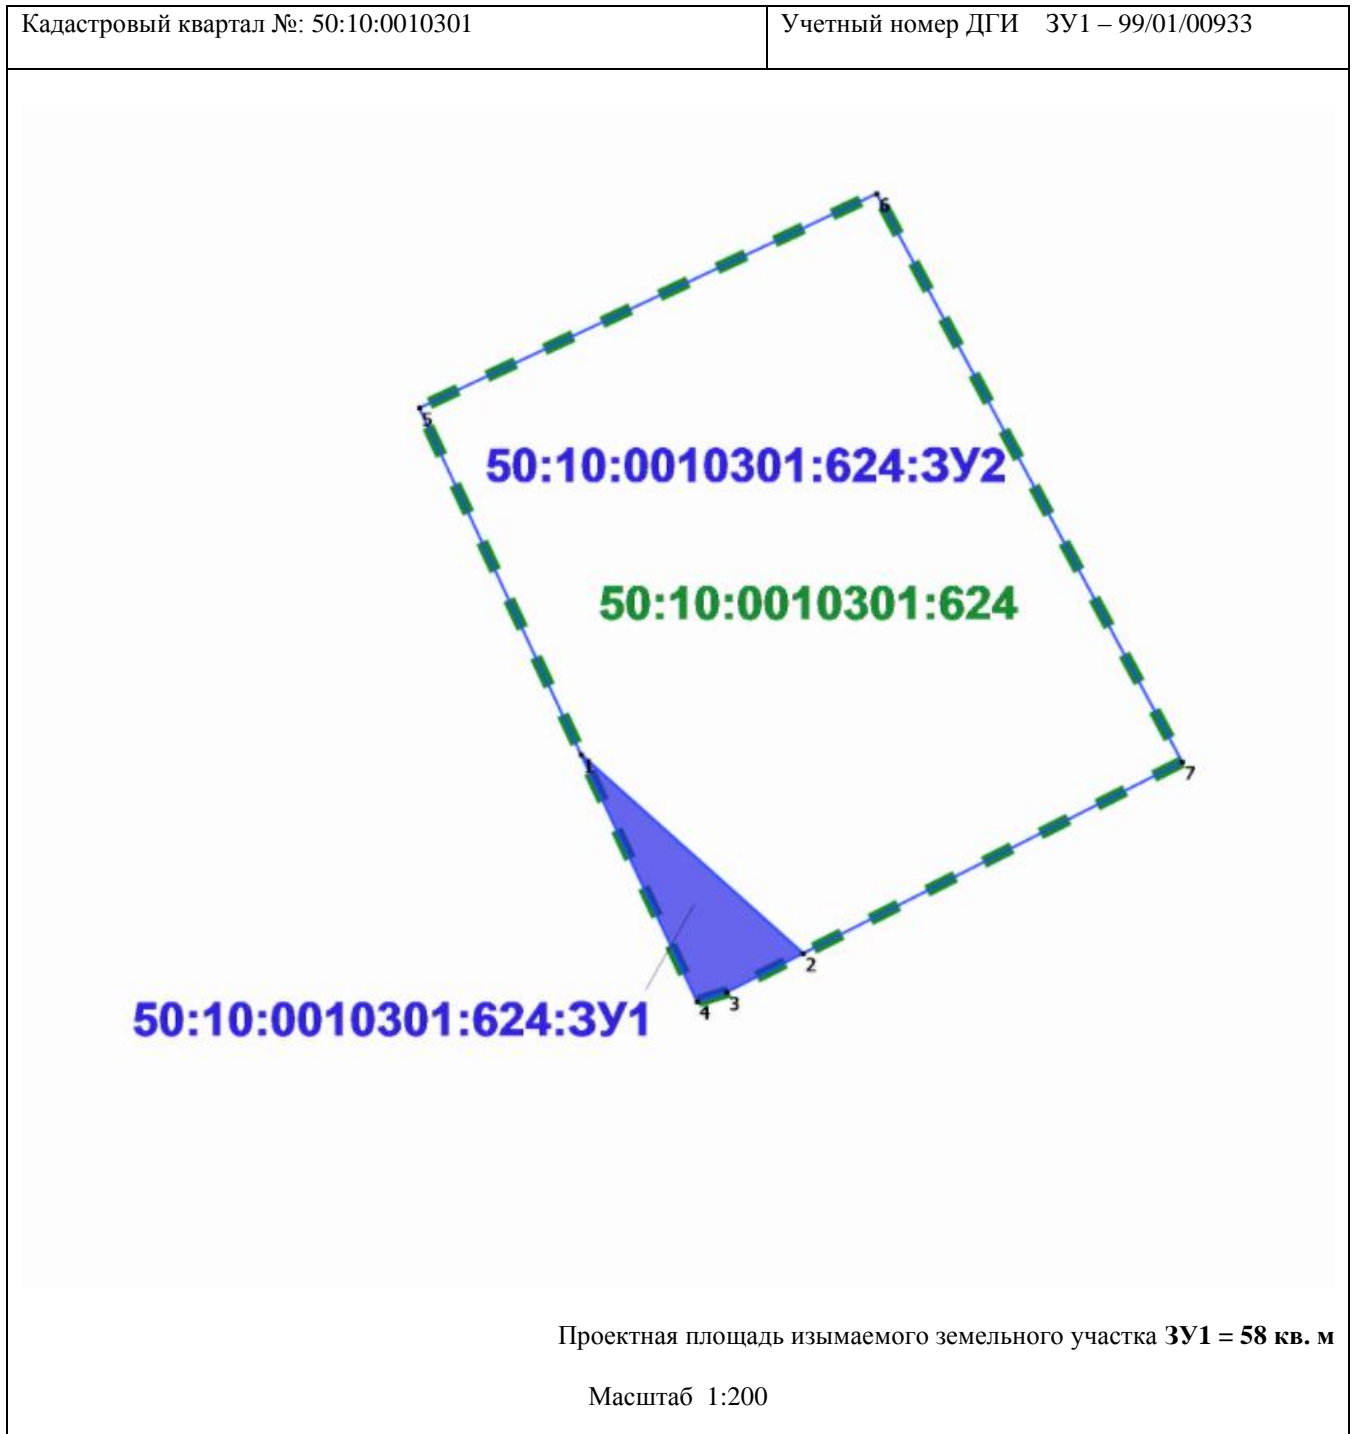 Кадастровый квартал №: 50:10:0010301
Учетный номер ДГИ ЗУ1 – 99/01/00933
6
5
50:10:0010301:624:ЗУ2
50:10:0010301:624
1
7
2
3
4
50:10:0010301:624:ЗУ1
Проектная площадь изымаемого земельного участка ЗУ1 = 58 кв. м
Масштаб 1:200